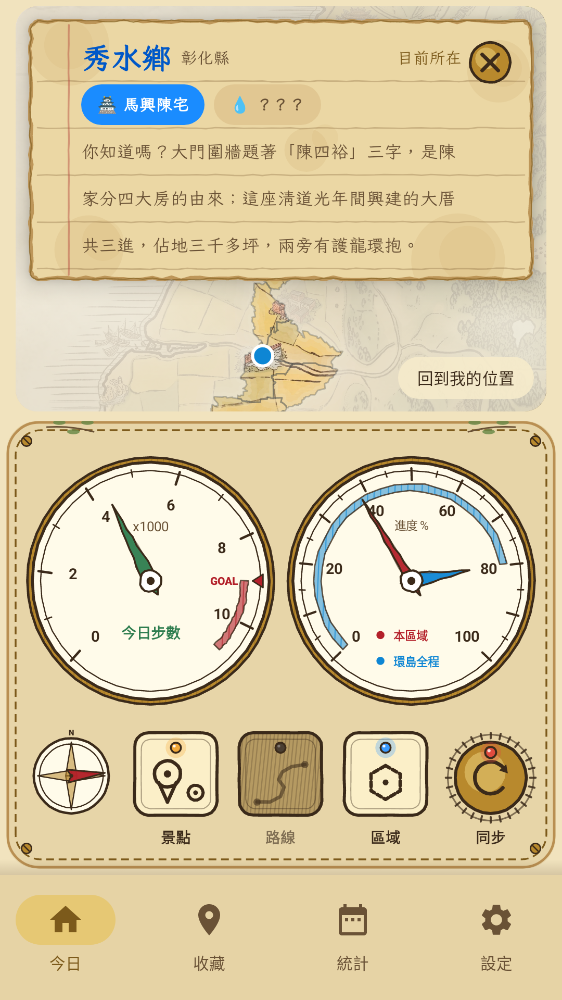 秀水鄉 彰化縣 目前所在
馬興陳宅 ???
你知道嗎？大門圍牆題著「陳四裕」三字，是陳
家分四大房的由來；這座清道光年間興建的大厝
共三進，佔地三千多坪，兩旁有護龍環抱。
回到我的位置
0 2 4 6 8 10
x1000
GOAL
今日步數
0 20 40 60 80 100
進度 %
本區域
環島全程
N
景點 路線 區域 同步
今日 收藏 統計 設定